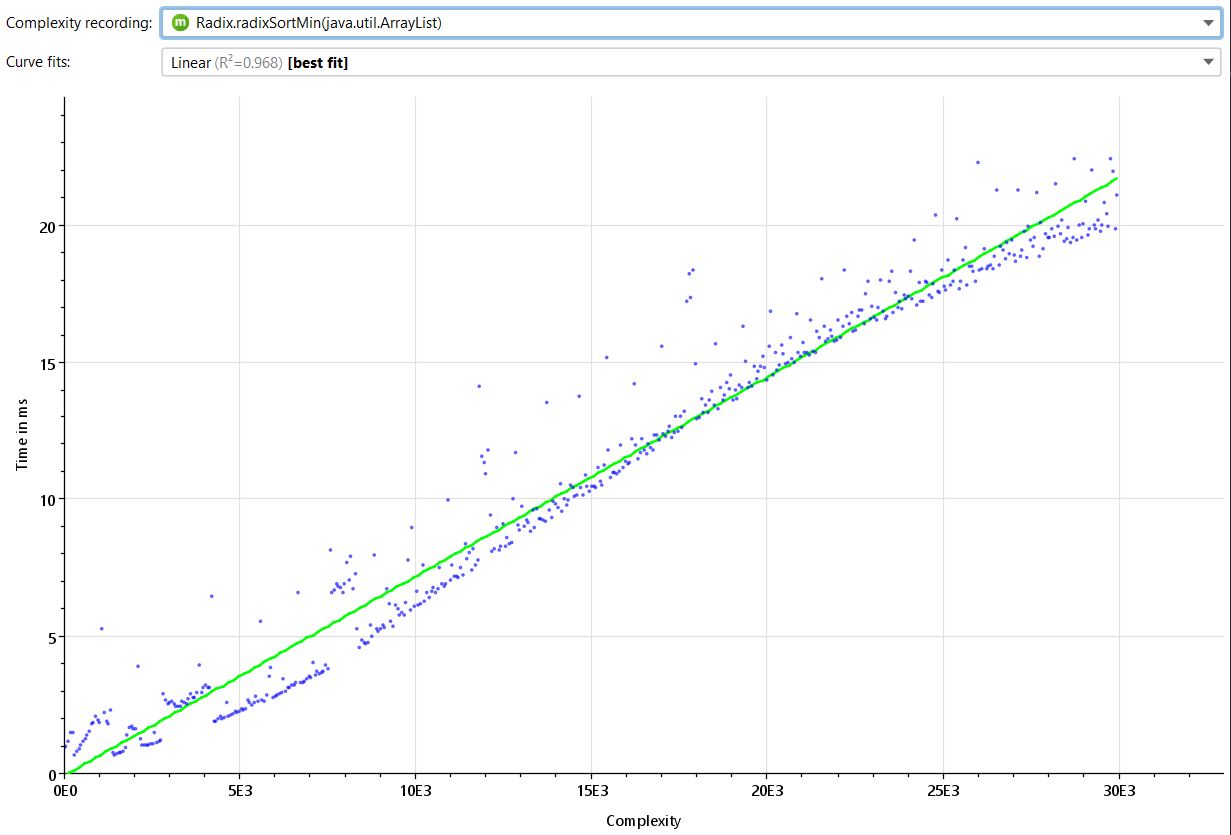 Complexity recording: m Radix.radixSortMin(java.util.ArrayList)
Curve fits: Linear (R²=0.968) [best fit]
20
15
10
5
0
Time in ms
0E0 5E3 10E3 15E3 20E3 25E3 30E3
Complexity